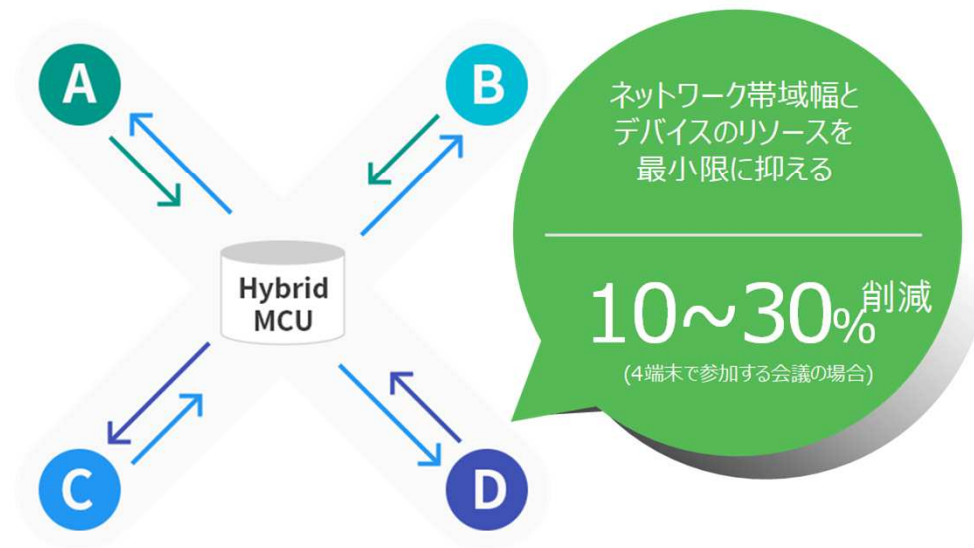 A
B
Hybrid
MCU
C
D
ネットワーク帯域幅と
デバイスのリソースを
最小限に抑える
10~30%削減
(4端末で参加する会議の場合)